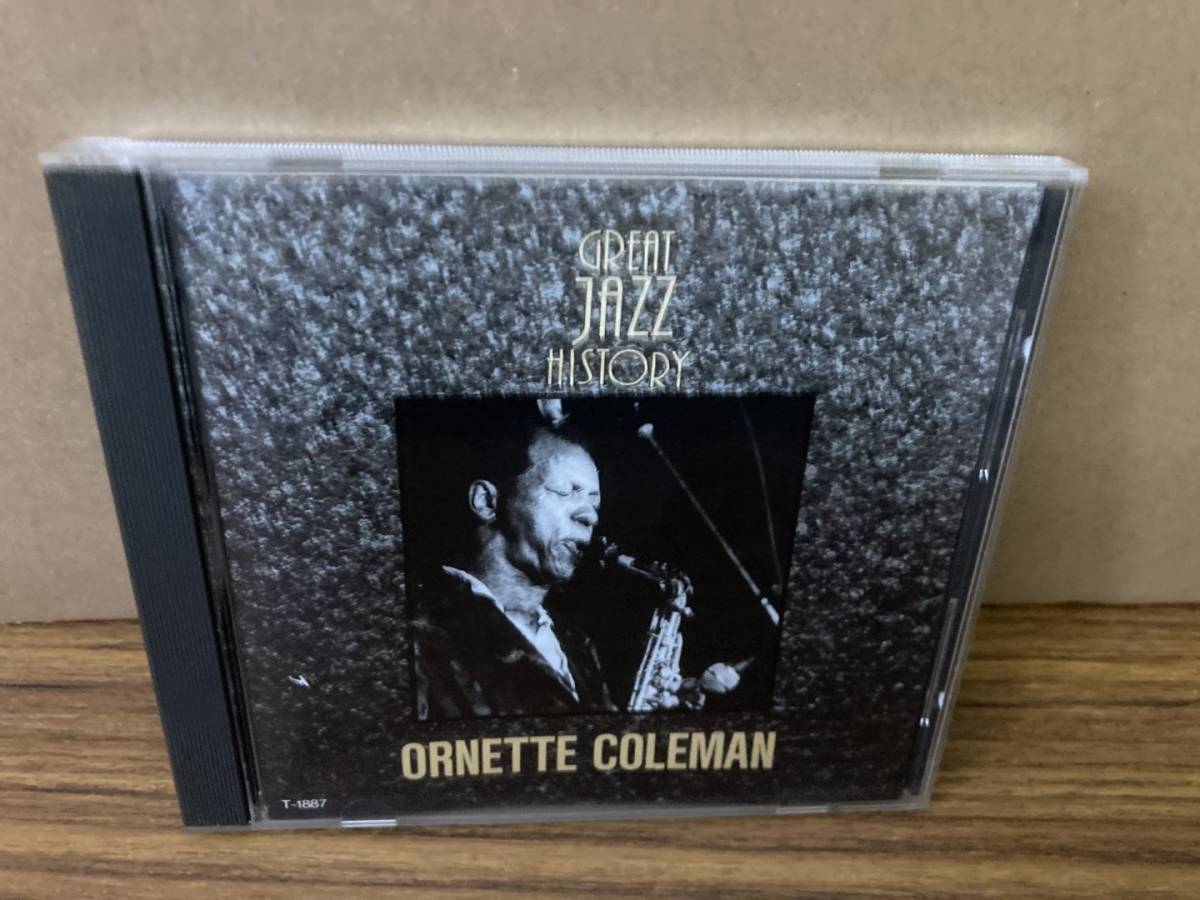 GREAT
JAZZ
HISTORY
ORNETTE COLEMAN
T-1887